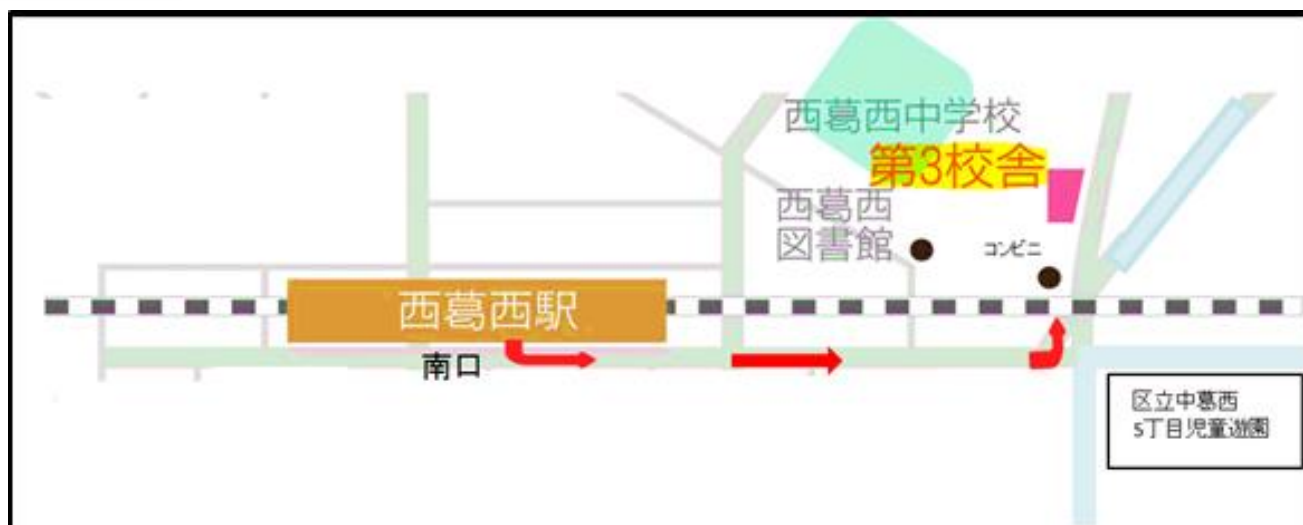 西葛西中学校
第3校舎
西葛西
図書館
コンビニ
西葛西駅
南口
区立中葛西
5丁目児童遊園